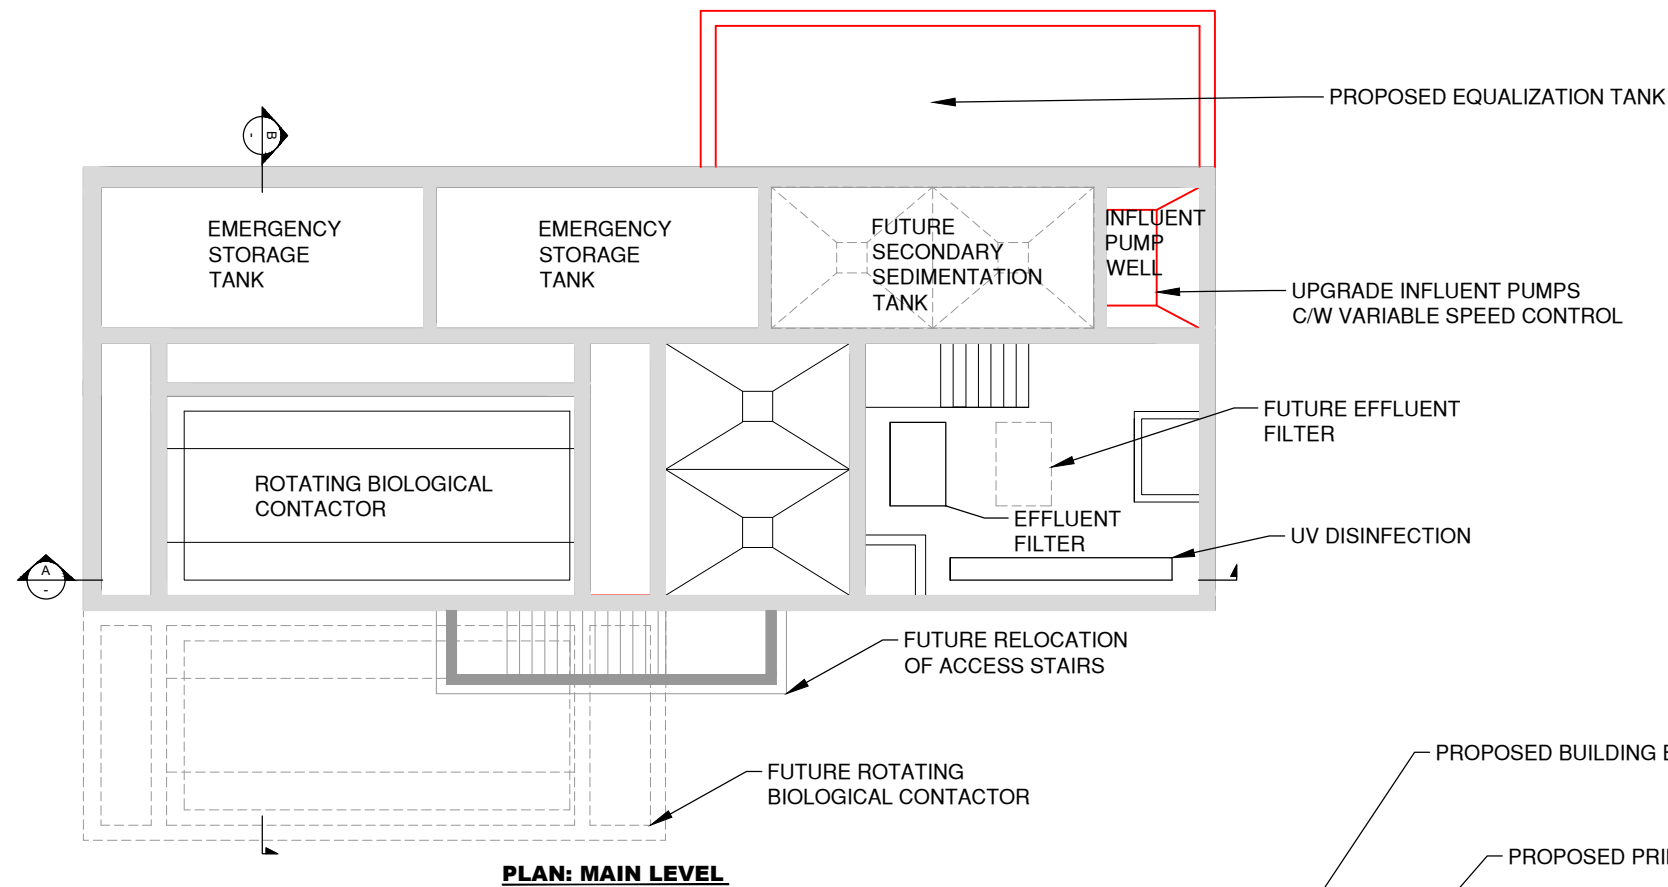 PROPOSED EQUALIZATION TANK
B
-
EMERGENCY
STORAGE
TANK
EMERGENCY
STORAGE
TANK
FUTURE
SECONDARY
SEDIMENTATION
TANK
INFLUENT
PUMP
WELL
UPGRADE INFLUENT PUMPS
C/W VARIABLE SPEED CONTROL
FUTURE EFFLUENT
FILTER
ROTATING BIOLOGICAL
CONTACTOR
EFFLUENT
FILTER
UV DISINFECTION
A
-
FUTURE RELOCATION
OF ACCESS STAIRS
FUTURE ROTATING
BIOLOGICAL CONTACTOR
PROPOSED BUILDING
PROPOSED
PLAN: MAIN LEVEL